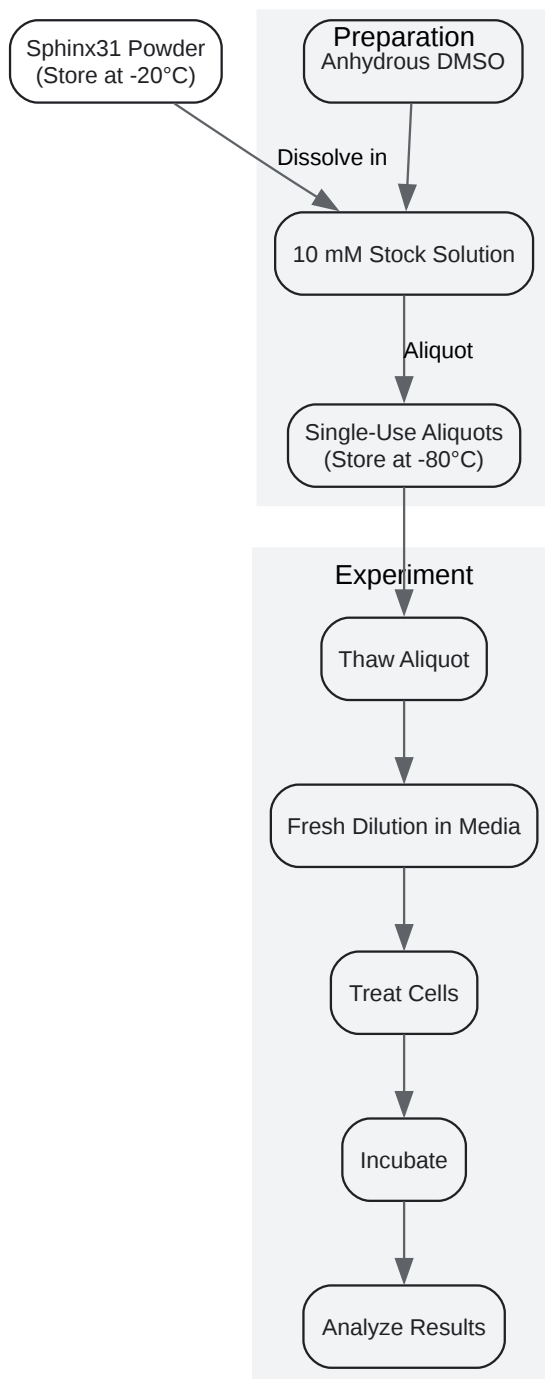 Sphinx31 Powder
(Store at -20°C)
Preparation
Anhydrous DMSO
Dissolve in
10 mM Stock Solution
Aliquot
Single-Use Aliquots
(Store at -80°C)
Experiment
Thaw Aliquot
Fresh Dilution in Media
Treat Cells
Incubate
Analyze Results